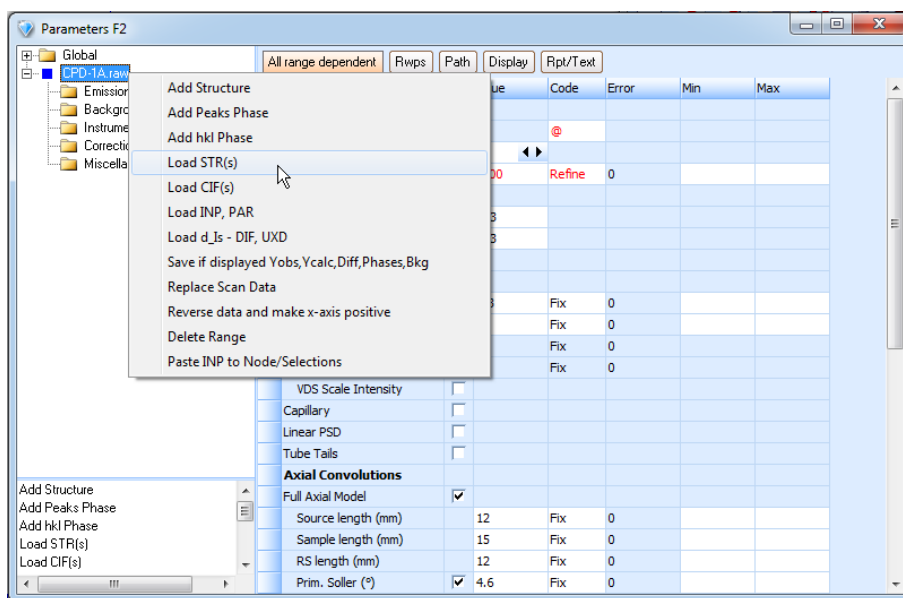 Parameters F2
Global
CPD-1A.raw
Emission
Backgro
Instrume
Correctio
Miscella
Add Structure
Add Peaks Phase
Add hkl Phase
Load STR(s)
Load CIF(s)
Load INP, PAR
Load d_Is - DIF, UXD
Save if displayed Yobs,Ycalc,Diff,Phases,Bkg
Replace Scan Data
Reverse data and make x-axis positive
Delete Range
Paste INP to Node/Selections
All range dependent Rwps Path Display Rpt/Text
ue Code Error Min Max
@
00 Refine 0
3
3
3 Fix 0
Fix 0
Fix 0
Fix 0
VDS Scale Intensity
Capillary
Linear PSD
Tube Tails
Axial Convolutions
Full Axial Model
Source length (mm) 12 Fix 0
Sample length (mm) 15 Fix 0
RS length (mm) 12 Fix 0
Prim. Soller (°) 4.6 Fix 0
Add Structure
Add Peaks Phase
Add hkl Phase
Load STR(s)
Load CIF(s)